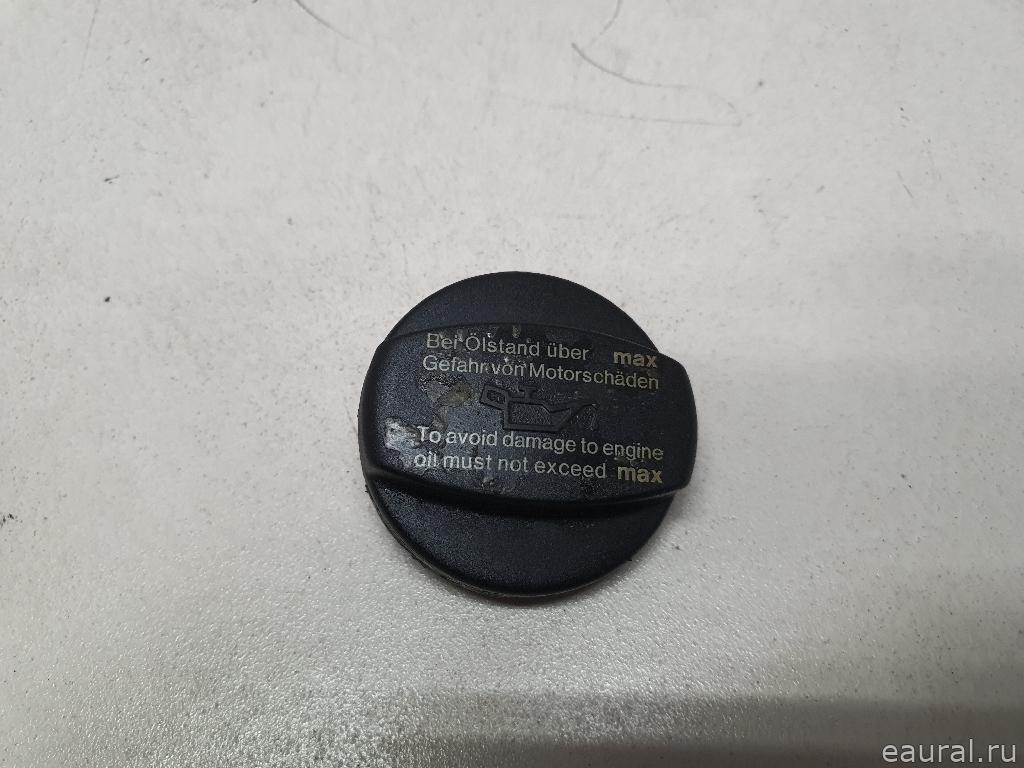 Bei Ölstand über max
Gefahr von Motorschäden
To avoid damage to engine
oil must not exceed max
eaural.ru